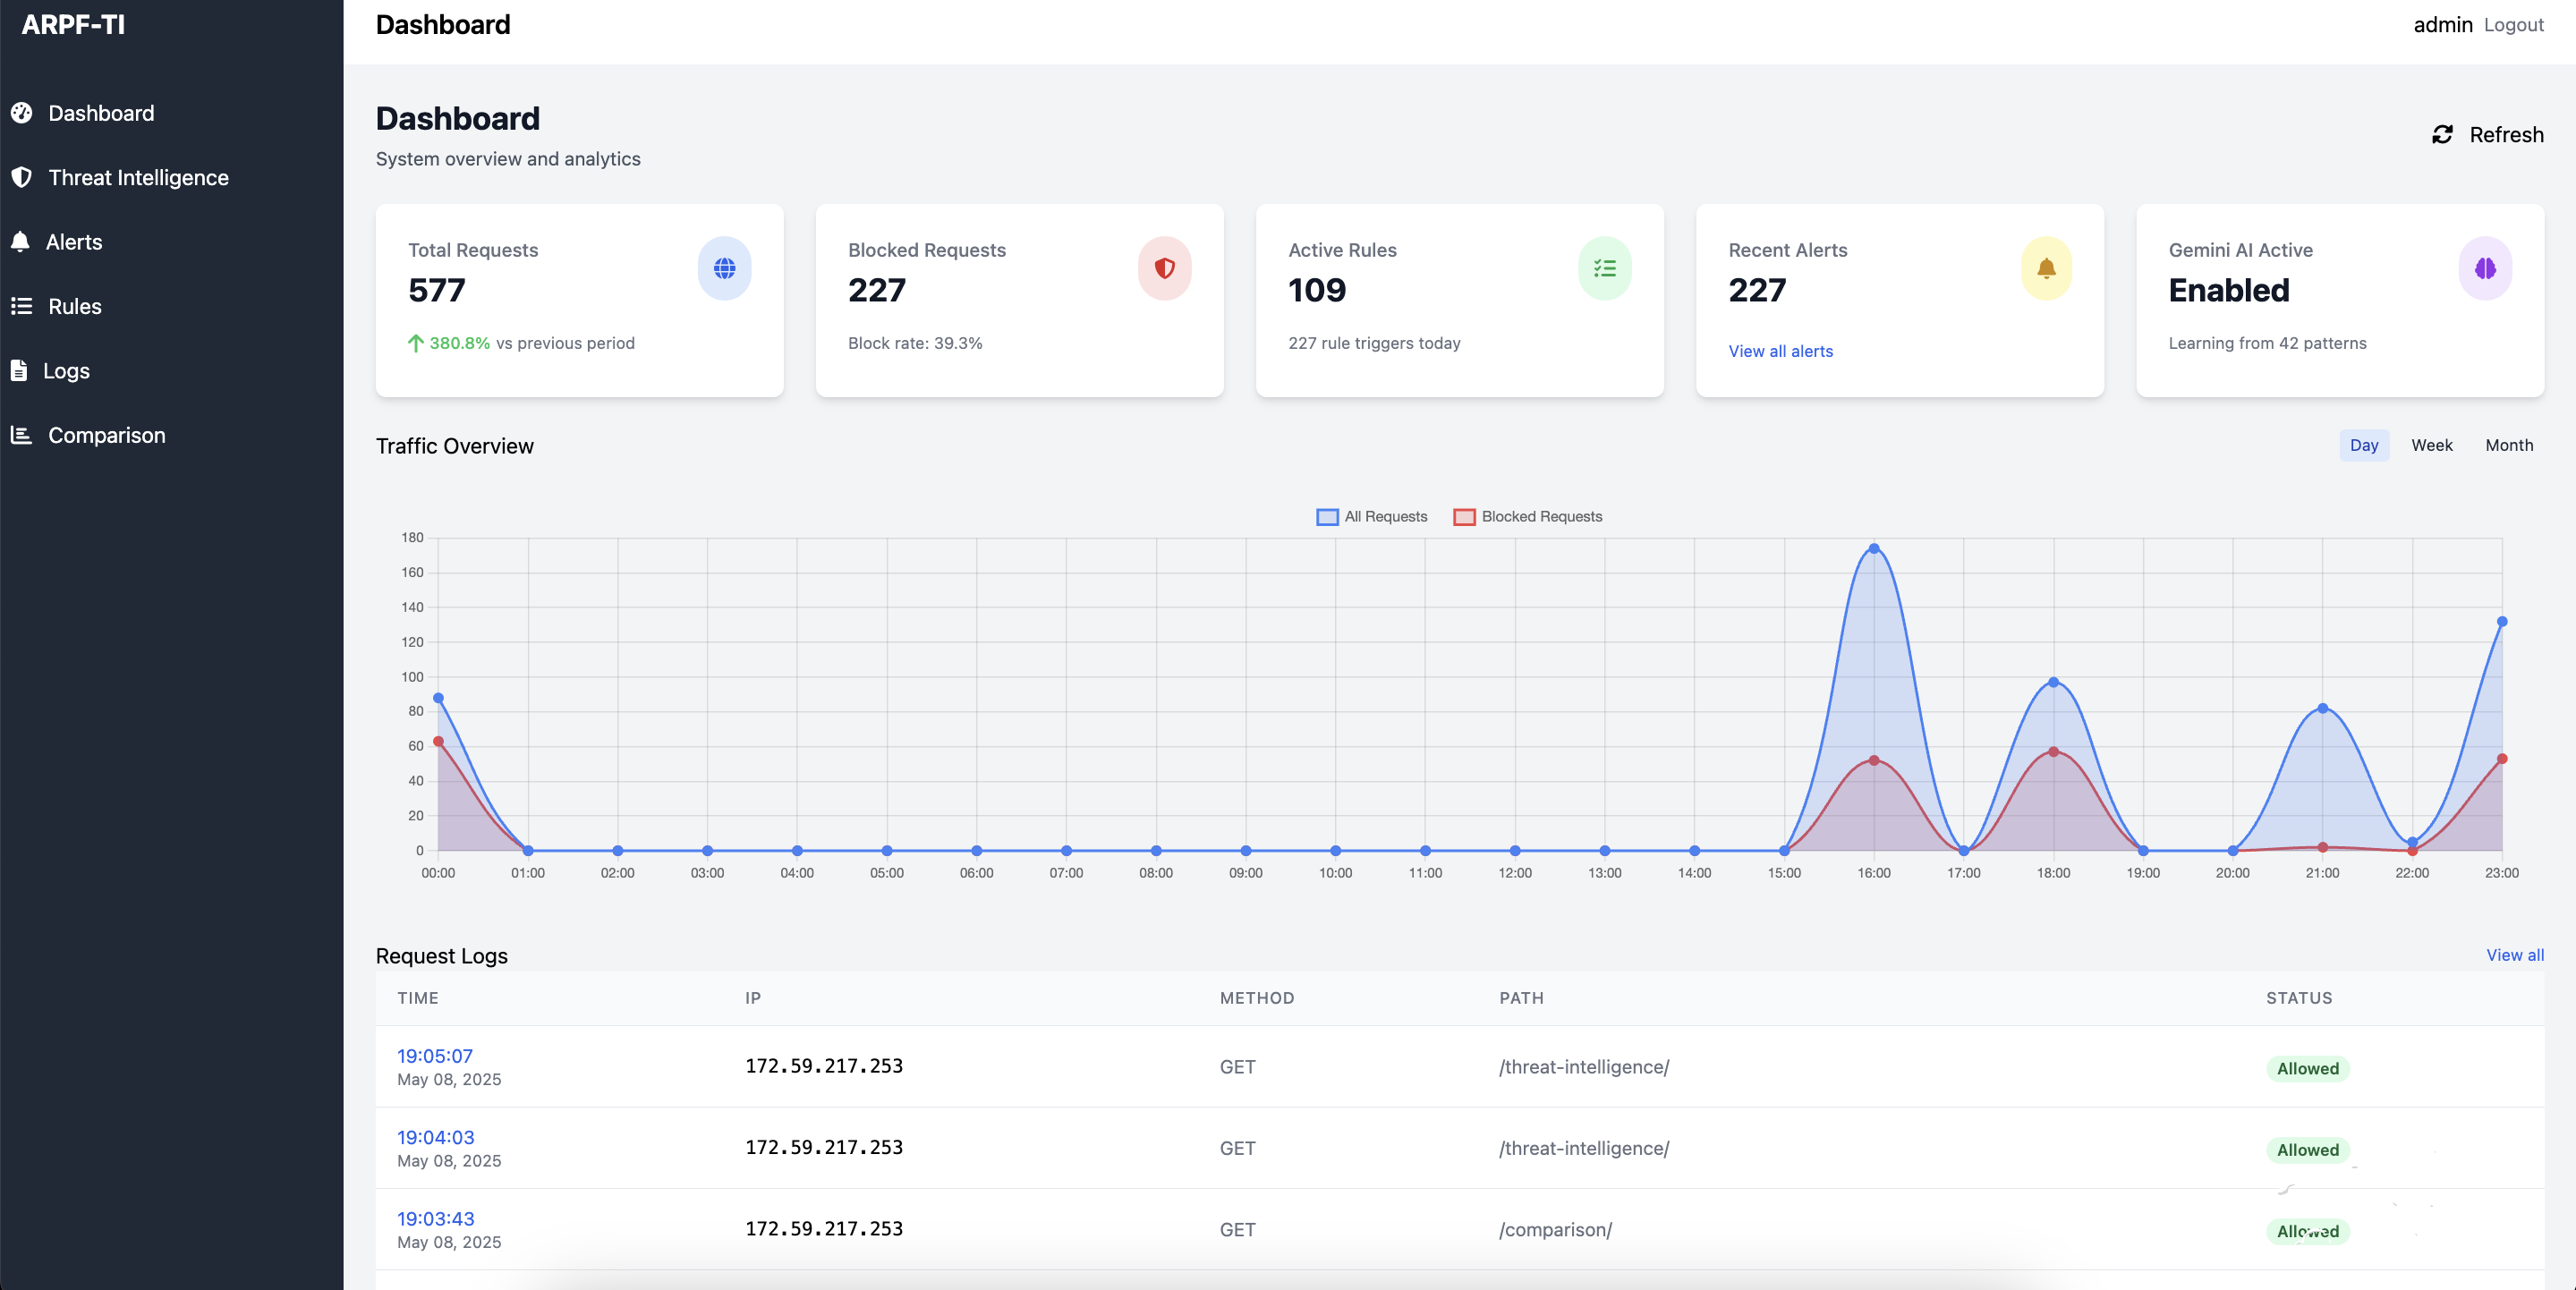 ARPF-TI
Dashboard
Threat Intelligence
Alerts
Rules
Logs
Comparison
Dashboard
admin Logout
Dashboard
System overview and analytics
Refresh
Total Requests
577
380.8% vs previous period
Blocked Requests
227
Block rate: 39.3%
Active Rules
109
227 rule triggers today
Recent Alerts
227
View all alerts
Gemini AI Active
Enabled
Learning from 42 patterns
Traffic Overview
Day Week Month
All Requests Blocked Requests
180
160
140
120
100
80
60
40
20
0
00:00 01:00 02:00 03:00 04:00 05:00 06:00 07:00 08:00 09:00 10:00 11:00 12:00 13:00 14:00 15:00 16:00 17:00 18:00 19:00 20:00 21:00 22:00 23:00
Request Logs
View all
TIME IP METHOD PATH STATUS
19:05:07
May 08, 2025
172.59.217.253 GET /threat-intelligence/ Allowed
19:04:03
May 08, 2025
172.59.217.253 GET /threat-intelligence/ Allowed
19:03:43
May 08, 2025
172.59.217.253 GET /comparison/ Allowed